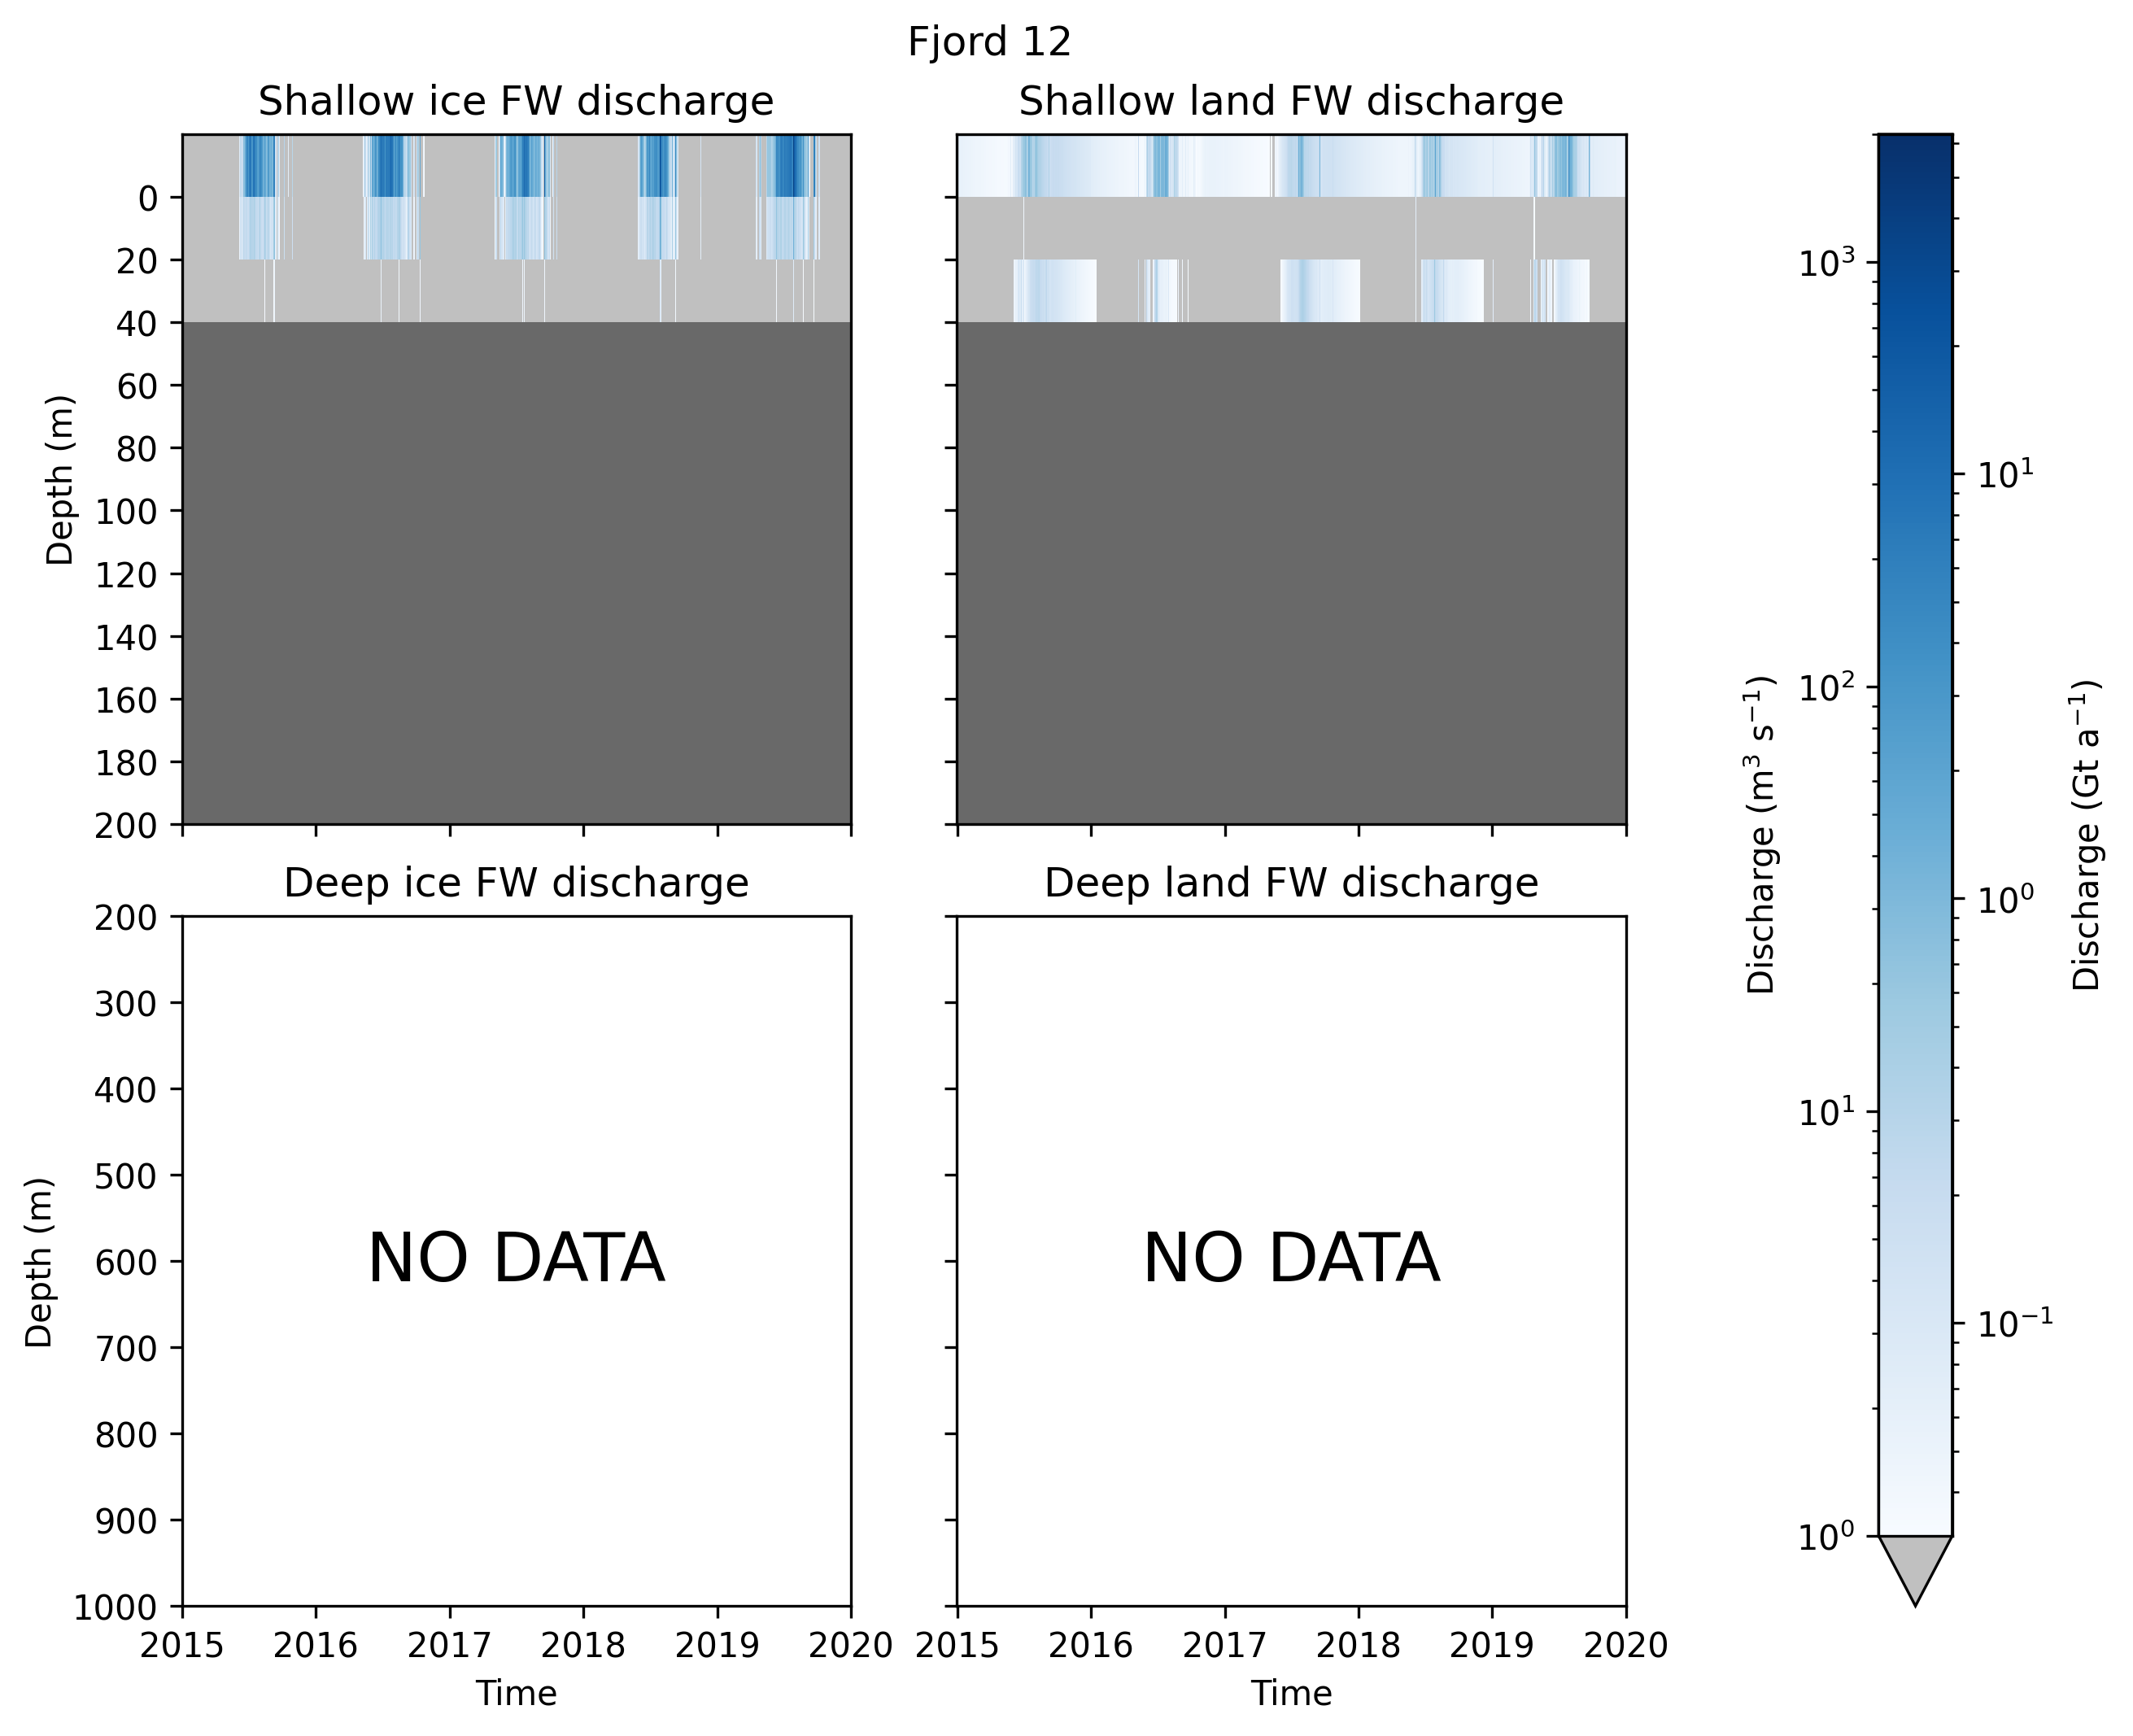 Fjord 12
Shallow ice FW discharge
Shallow land FW discharge
0
20
40
60
80
100
120
140
160
180
200
Depth (m)
Deep ice FW discharge
Deep land FW discharge
200
300
400
500
600
700
800
900
1000
Depth (m)
NO DATA
NO DATA
2015 2016 2017 2018 2019 2020
2015 2016 2017 2018 2019 2020
Time
Time
10³
10²
10¹
10⁰
Discharge (m³ s⁻¹)
10¹
10⁰
10⁻¹
Discharge (Gt a⁻¹)